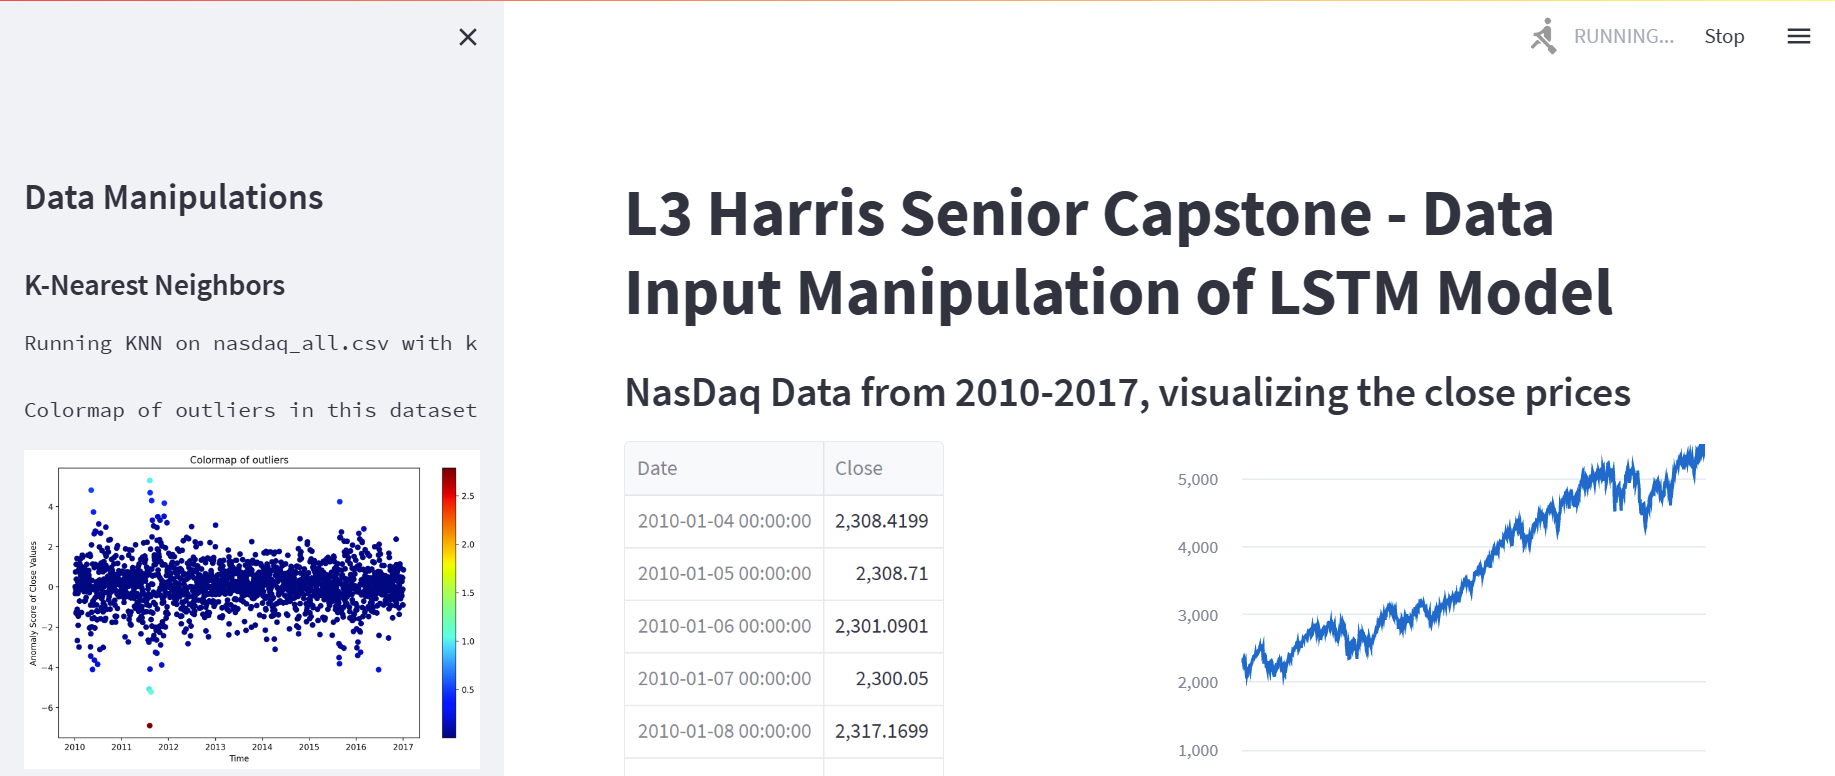 RUNNING...
Stop
Data Manipulations
K-Nearest Neighbors
Running KNN on nasdaq_all.csv with k
Colormap of outliers in this dataset
Colormap of outliers
Anomaly Score of Close Values
4
2
0
−2
−4
−6
2010 2011 2012 2013 2014 2015 2016 2017
Time
2.5
2.0
1.5
1.0
0.5
L3 Harris Senior Capstone - Data
Input Manipulation of LSTM Model
NasDaq Data from 2010-2017, visualizing the close prices
Date Close
2010-01-04 00:00:00 2,308.4199
2010-01-05 00:00:00 2,308.71
2010-01-06 00:00:00 2,301.0901
2010-01-07 00:00:00 2,300.05
2010-01-08 00:00:00 2,317.1699
5,000
4,000
3,000
2,000
1,000